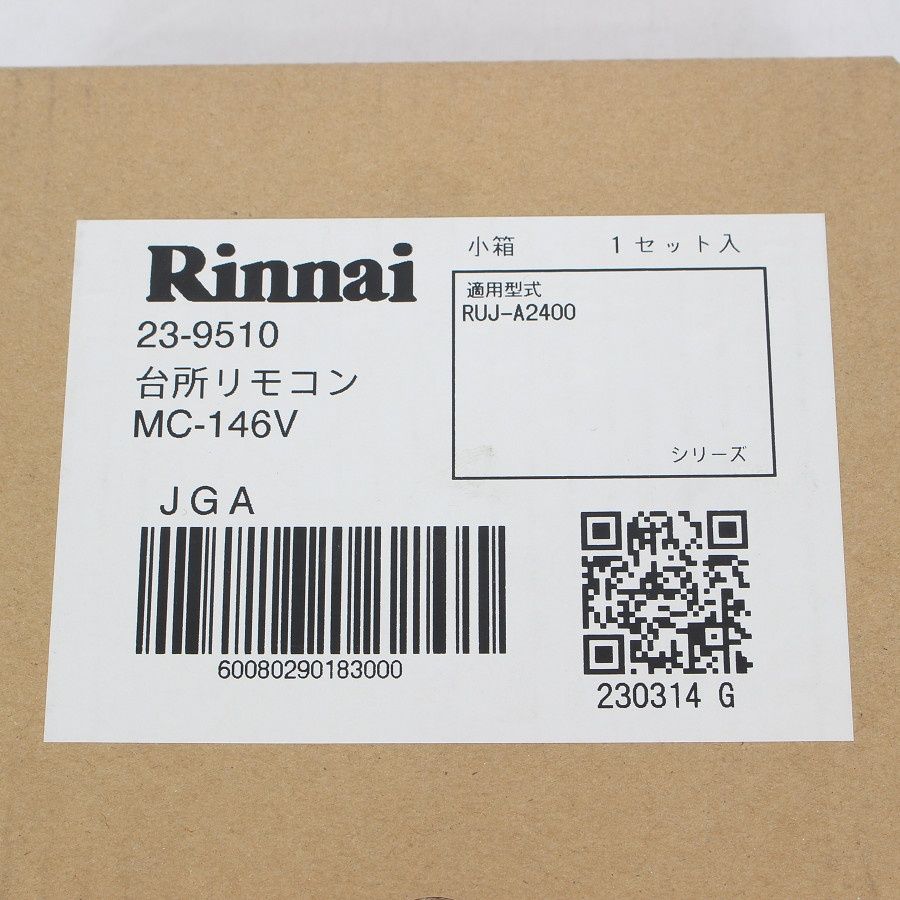 Rinnai
23-9510
台所リモコン
MC-146V
JGA
60080290183000
小箱 1セット入
適用型式
RUJ-A2400
シリーズ
230314 G